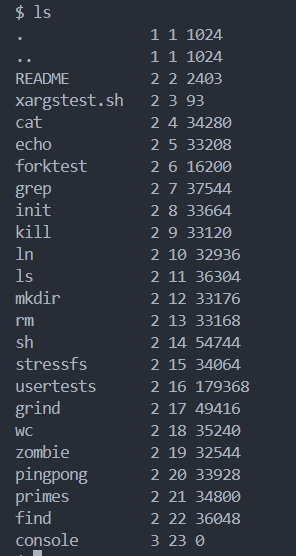 $ ls
. 1 1 1024
.. 1 1 1024
README 2 2 2403
xargstest.sh 2 3 93
cat 2 4 34280
echo 2 5 33208
forktest 2 6 16200
grep 2 7 37544
init 2 8 33664
kill 2 9 33120
ln 2 10 32936
ls 2 11 36304
mkdir 2 12 33176
rm 2 13 33168
sh 2 14 54744
stressfs 2 15 34064
usertests 2 16 179368
grind 2 17 49416
wc 2 18 35240
zombie 2 19 32544
pingpong 2 20 33928
primes 2 21 34800
find 2 22 36048
console 3 23 0